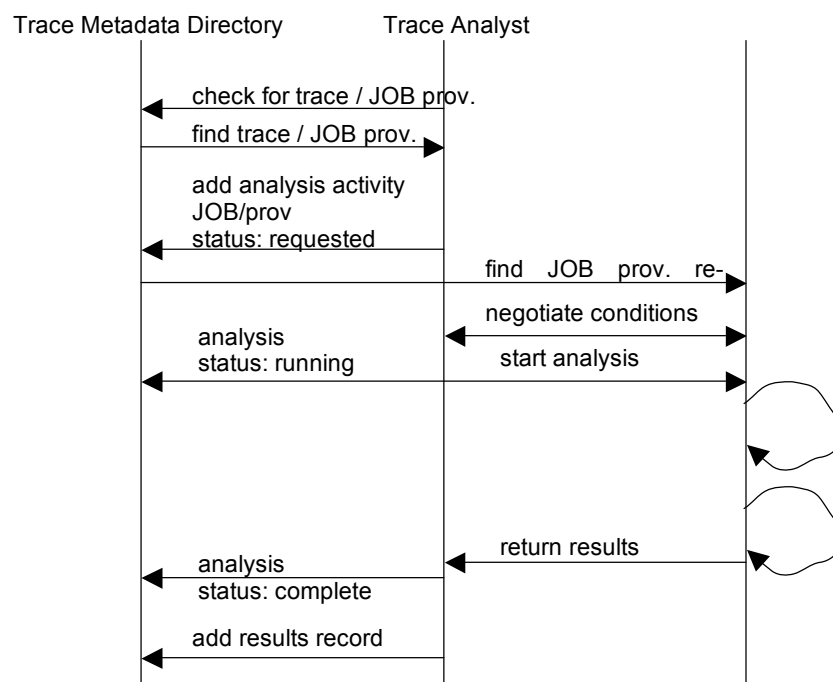 Trace Metadata Directory
Trace Analyst
check for trace / JOB prov.
find trace / JOB prov.
add analysis activity
JOB/prov
status: requested
find JOB prov. re-
negotiate conditions
analysis
status: running
start analysis
return results
analysis
status: complete
add results record